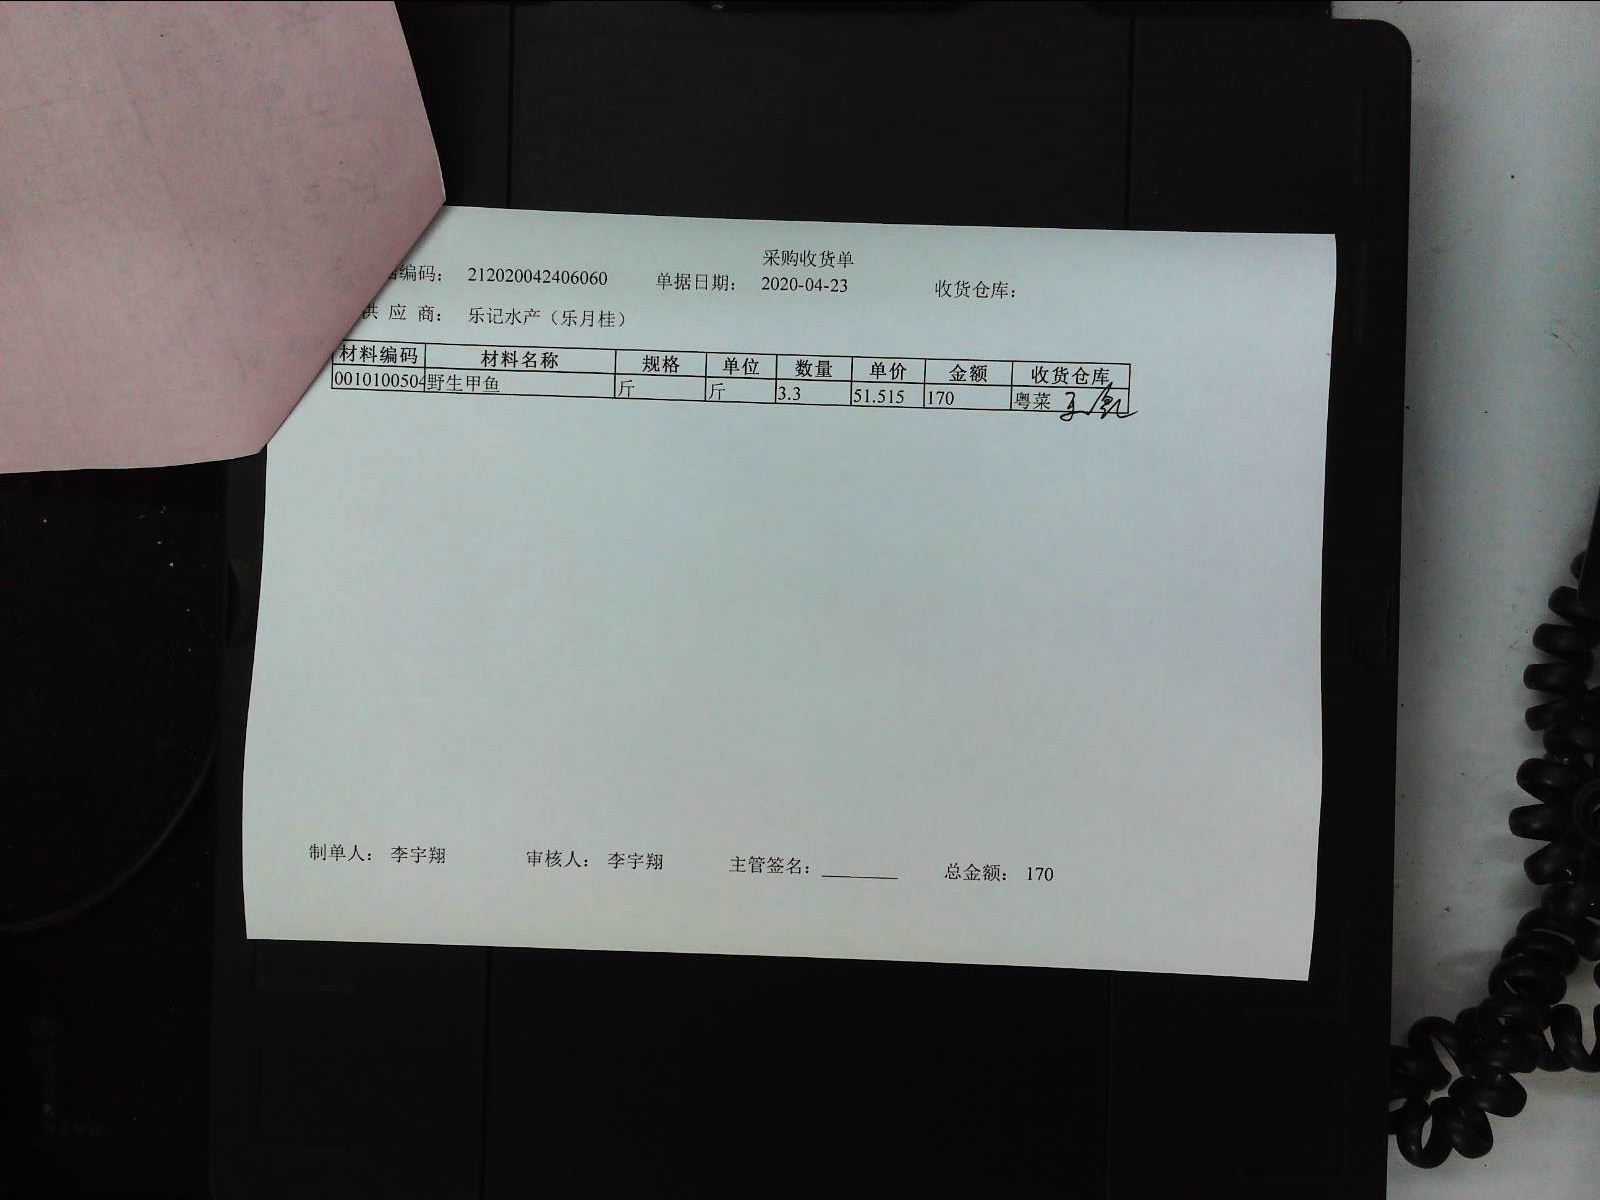 采购收货单
编码： 212020042406060 单据日期： 2020-04-23 收货仓库：
供 应 商： 乐记水产（乐月桂）
材料编码 材料名称 规格 单位 数量 单价 金额 收货仓库
0010100504 野生甲鱼 斤 斤 3.3 51.515 170 粤菜
制单人： 李宇翔 审核人： 李宇翔 主管签名： 总金额： 170